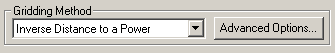 Gridding Method
Inverse Distance to a Power
Advanced Options...